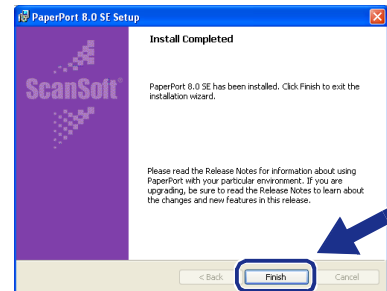 PaperPort 8.0 SE Setup
Install Completed
ScanSoft®
PaperPort 8.0 SE has been installed. Click Finish to exit the
installation wizard.
Please read the Release Notes for information about using
PaperPort with your particular environment. If you are
upgrading, be sure to read the Release Notes to learn about
the changes and new features in this release.
< Back
Finish
Cancel